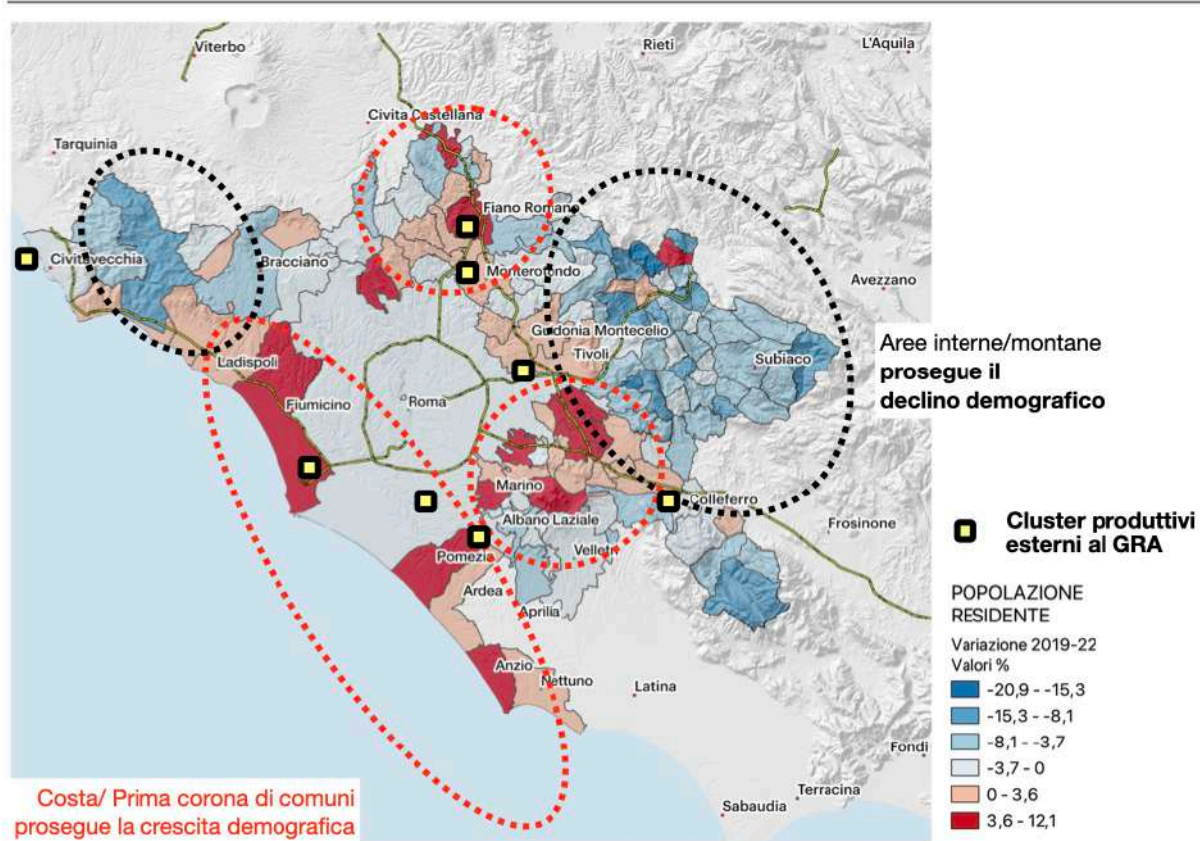 Viterbo
Rieti
L'Aquila
Civita Castellana
Tarquinia
Fiano Romano
Civitavecchia
Bracciano
Monterotondo
Avezzano
Guidonia Montecelio
Tivoli
Subiaco
Ladispoli
Aree interne/montane
prosegue il
declino demografico
Fiumicino
Roma
Marino
Colleferro
Albano Laziale
Frosinone
Cluster produttivi
esterni al GRA
Pomezia
Velletri
Ardea
Aprilia
POPOLAZIONE
RESIDENTE
Variazione 2019-22
Valori %
Anzio
Nettuno
Latina
-20,9 - -15,3
-15,3 - -8,1
-8,1 - -3,7
-3,7 - 0
0 - 3,6
3,6 - 12,1
Fondi
Terracina
Sabaudia
Costa/ Prima corona di comuni
prosegue la crescita demografica